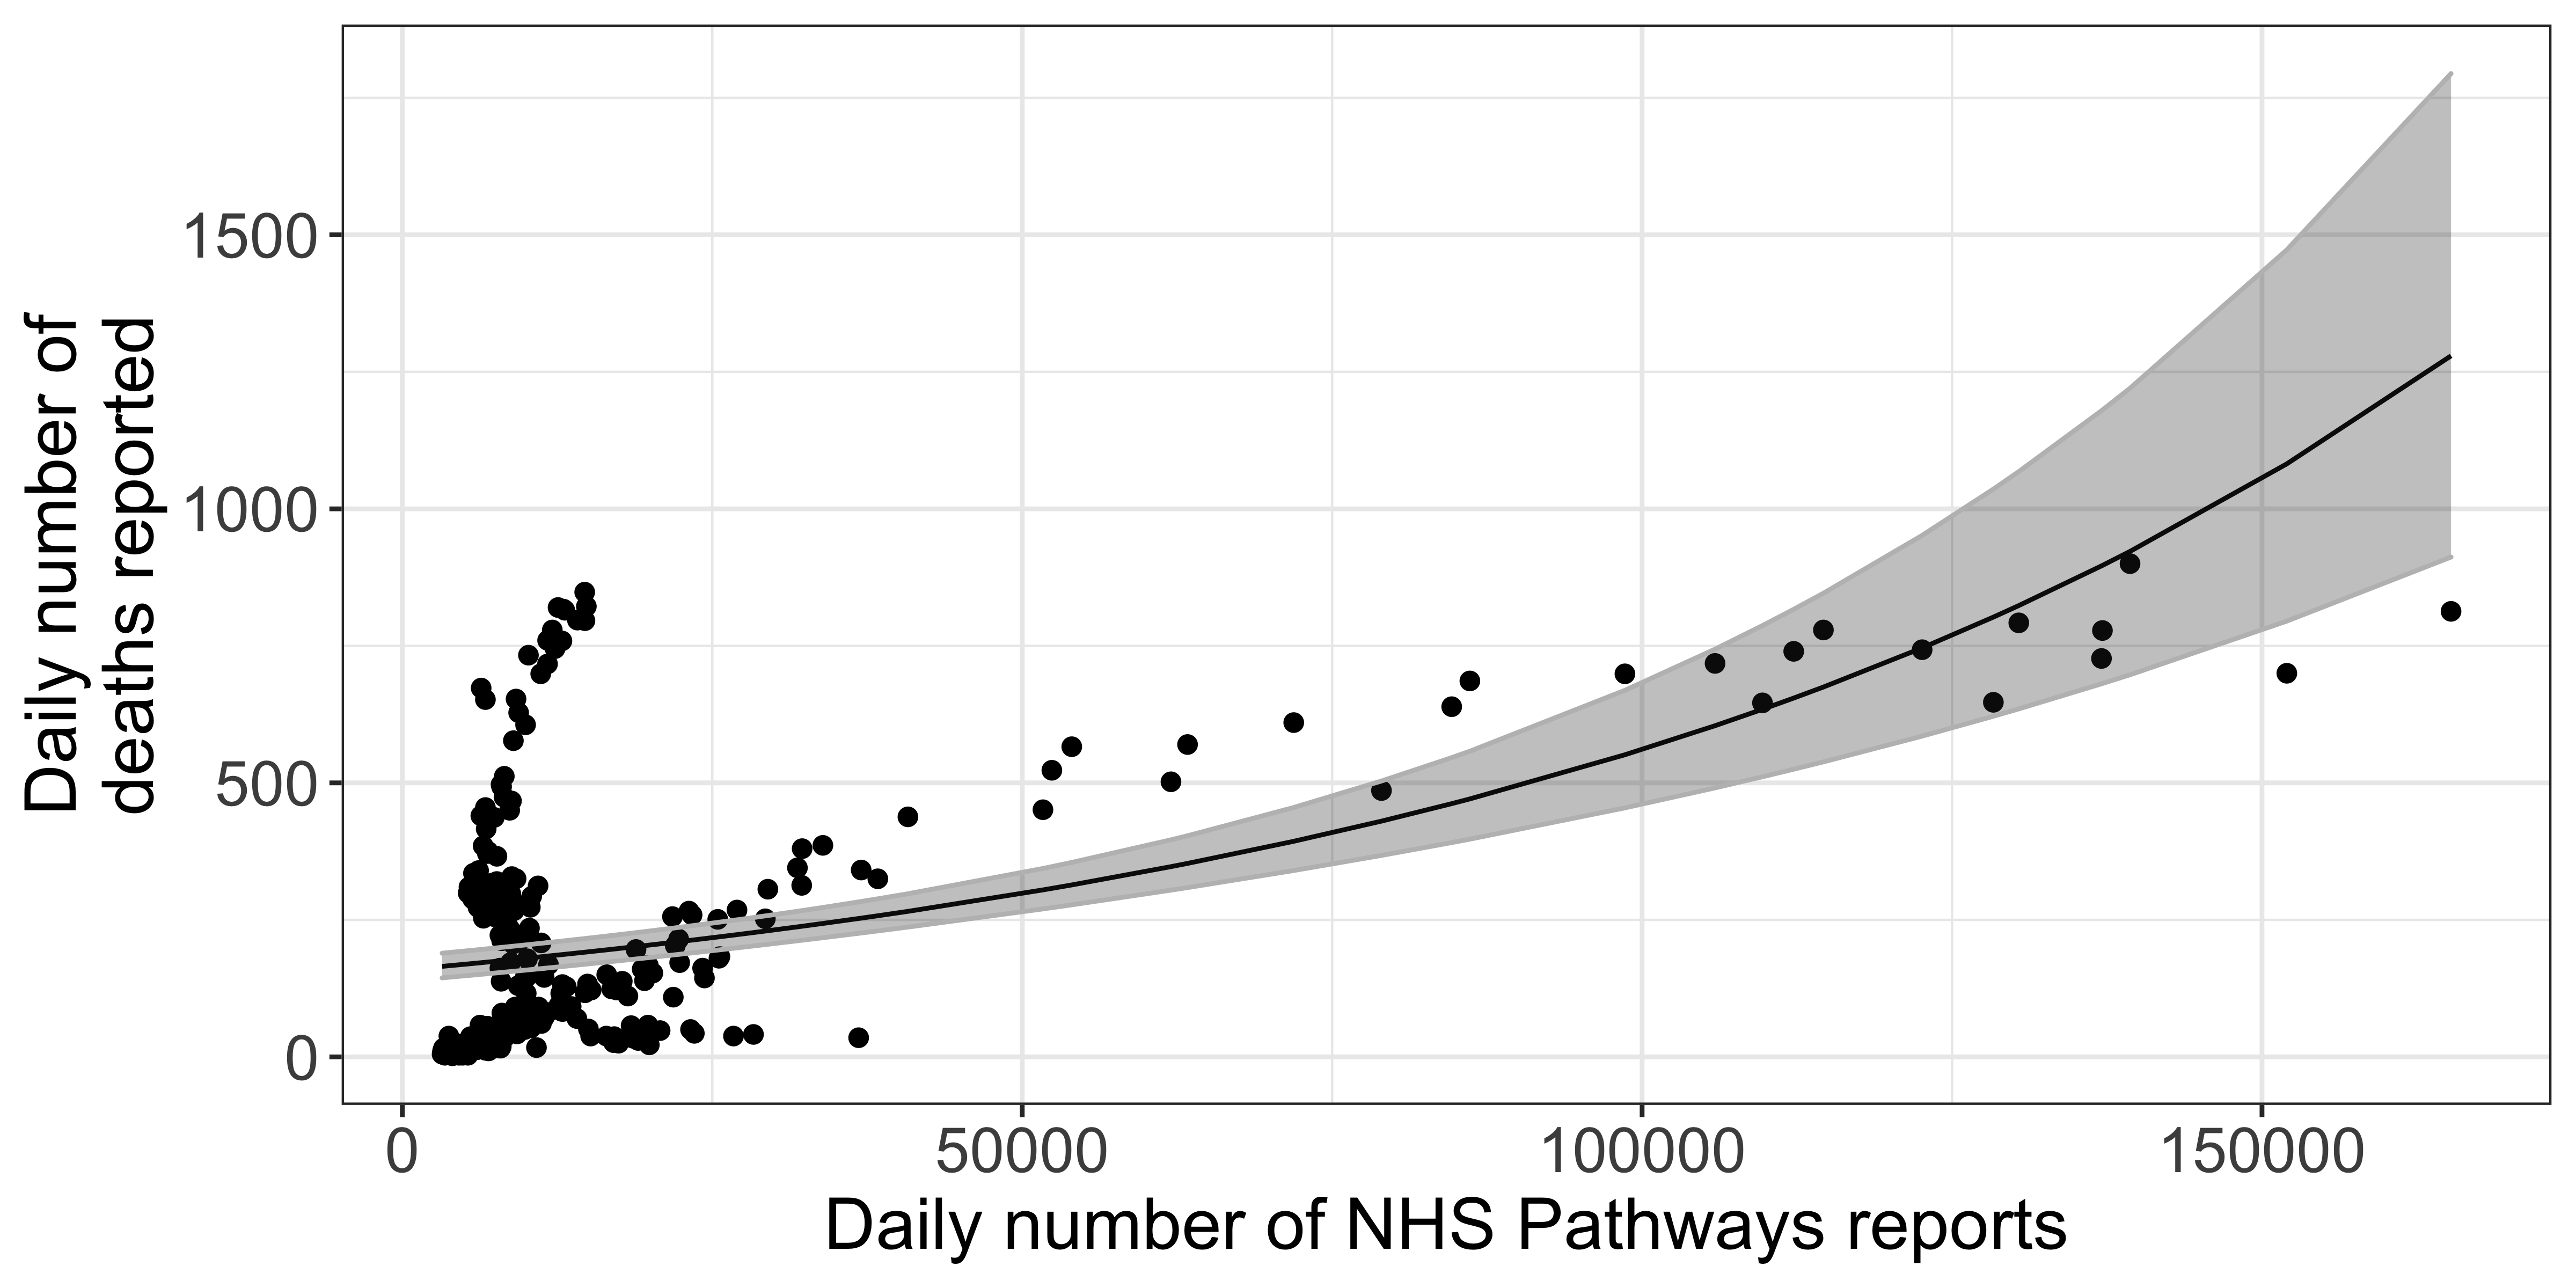 Daily number of
deaths reported
1500
1000
500
0
0
50000
100000
150000
Daily number of NHS Pathways reports